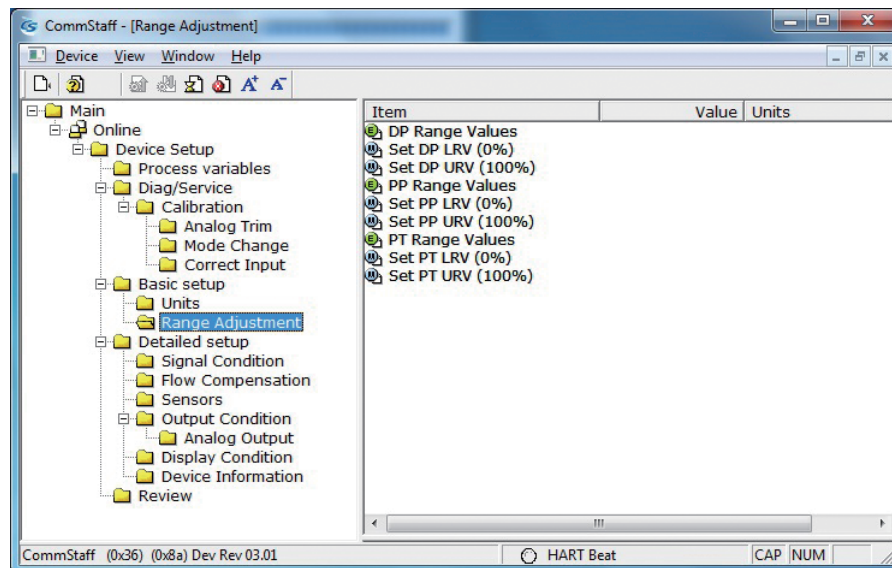 CommStaff - [Range Adjustment]
Device View Window Help
Main
Online
Device Setup
Process variables
Diag/Service
Calibration
Analog Trim
Mode Change
Correct Input
Basic setup
Units
Range Adjustment
Detailed setup
Signal Condition
Flow Compensation
Sensors
Output Condition
Analog Output
Display Condition
Device Information
Review
Item Value Units
DP Range Values
Set DP LRV (0%)
Set DP URV (100%)
PP Range Values
Set PP LRV (0%)
Set PP URV (100%)
PT Range Values
Set PT LRV (0%)
Set PT URV (100%)
CommStaff (0x36) (0x8a) Dev Rev 03.01 HART Beat CAP NUM